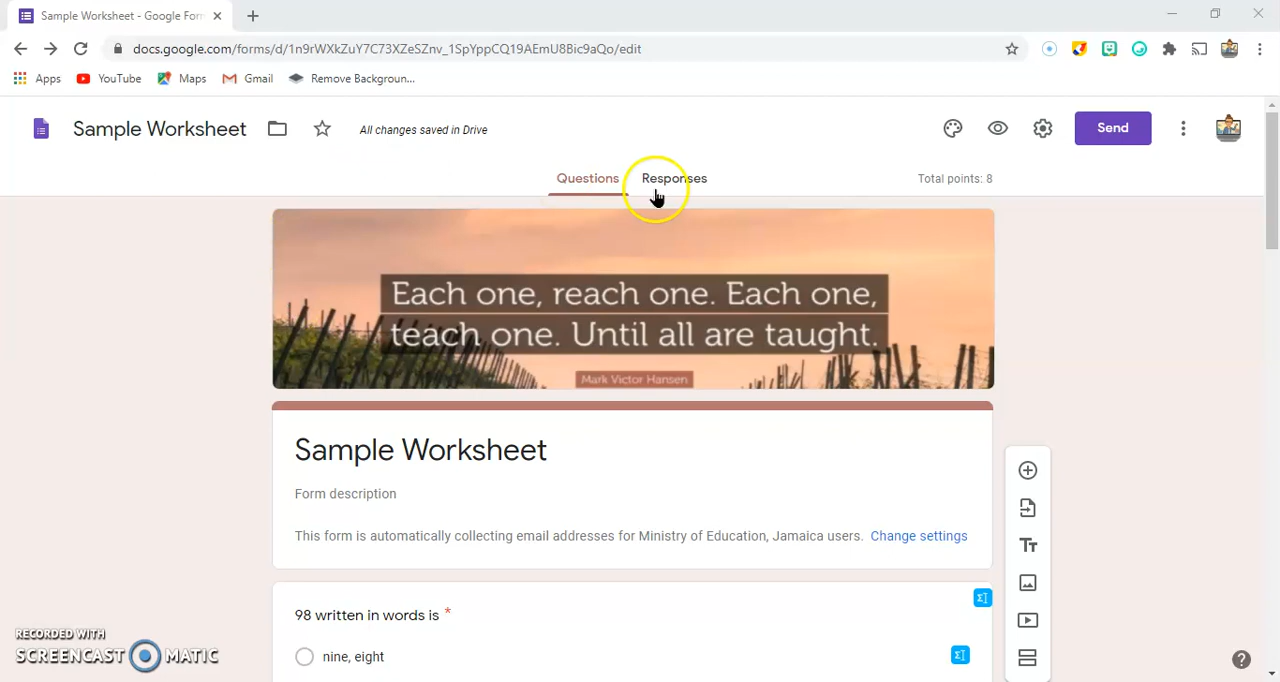 Sample Worksheet - Google For
docs.google.com/forms/d/1n9rWXkZuY7C73XZeSZnv_1SpYppCQ19AEmU8Bic9aQo/edit
Apps YouTube Maps Gmail Remove Backgroun...
Sample Worksheet All changes saved in Drive Send
Questions Responses Total points: 8
Each one, reach one. Each one,
teach one. Until all are taught.
Mark Victor Hansen
Sample Worksheet
Form description
This form is automatically collecting email addresses for Ministry of Education, Jamaica users. Change settings
98 written in words is *
nine, eight
RECORDED WITH
SCREENCAST MATIC